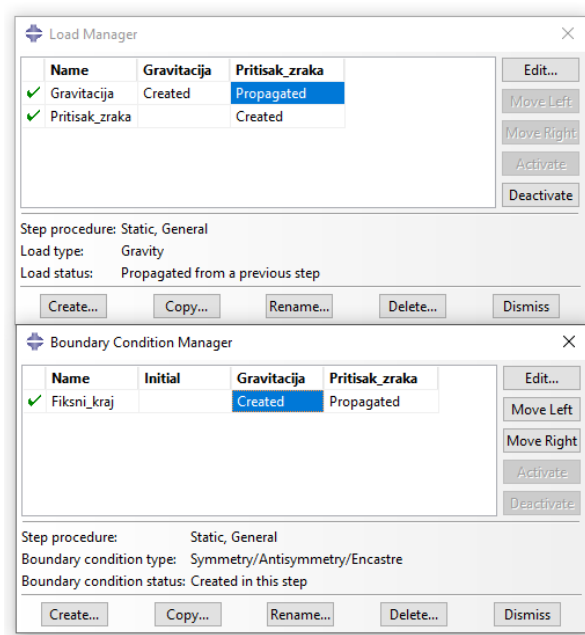 Load Manager
Name Gravitacija Pritisak_zraka
Gravitacija Created Propagated
Pritisak_zraka Created
Edit...
Move Left
Move Right
Activate
Deactivate
Step procedure: Static, General
Load type: Gravity
Load status: Propagated from a previous step
Create... Copy... Rename... Delete... Dismiss
Boundary Condition Manager
Name Initial Gravitacija Pritisak_zraka
Fiksni_kraj Created Propagated
Edit...
Move Left
Move Right
Activate
Deactivate
Step procedure: Static, General
Boundary condition type: Symmetry/Antisymmetry/Encastre
Boundary condition status: Created in this step
Create... Copy... Rename... Delete... Dismiss